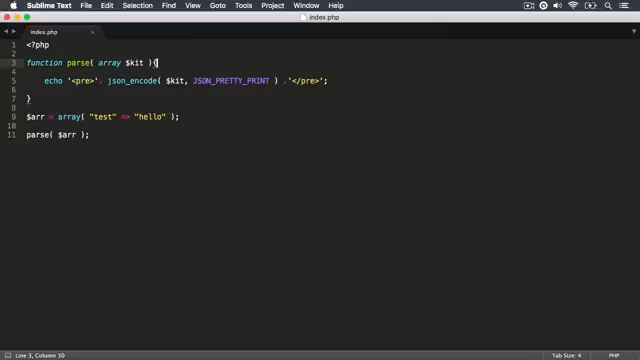 Sublime Text File Edit Selection Find View Goto Tools Project Window Help
index.php
index.php
1 <?php
2
3 function parse( array $kit ){
4
5 echo '<pre>'. json_encode( $kit, JSON_PRETTY_PRINT ) .'</pre>';
6
7 }
8
9 $arr = array( "test" => "hello" );
10
11 parse( $arr );
Line 3, Column 30 Tab Size: 4 PHP